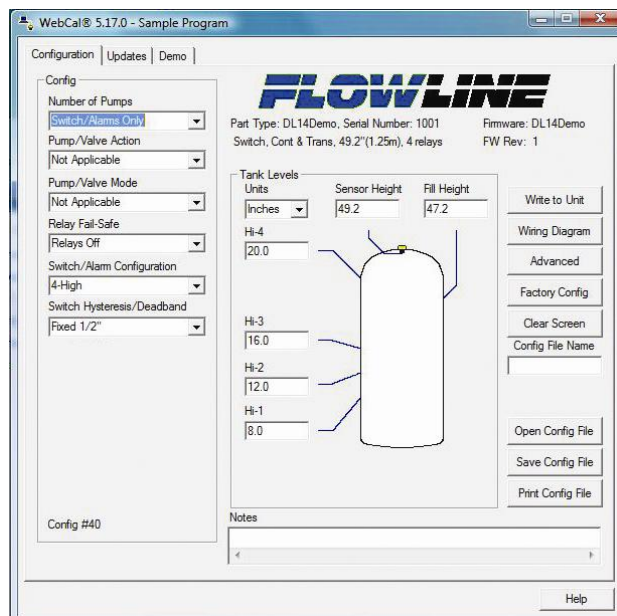 WebCal® 5.17.0 - Sample Program
Configuration Updates Demo
Config
Number of Pumps
Switch/Alarms Only
Pump/Valve Action
Not Applicable
Pump/Valve Mode
Not Applicable
Relay Fail-Safe
Relays Off
Switch/Alarm Configuration
4-High
Switch Hysteresis/Deadband
Fixed 1/2"
Config #40
FLOWLINE
Part Type: DL14Demo, Serial Number: 1001 Firmware: DL14Demo
Switch, Cont & Trans, 49.2"(1.25m), 4 relays FW Rev: 1
Tank Levels
Units Sensor Height Fill Height
Inches 49.2 47.2
Hi-4
20.0
Hi-3
16.0
Hi-2
12.0
Hi-1
8.0
Write to Unit
Wiring Diagram
Advanced
Factory Config
Clear Screen
Config File Name
Open Config File
Save Config File
Print Config File
Notes
Help